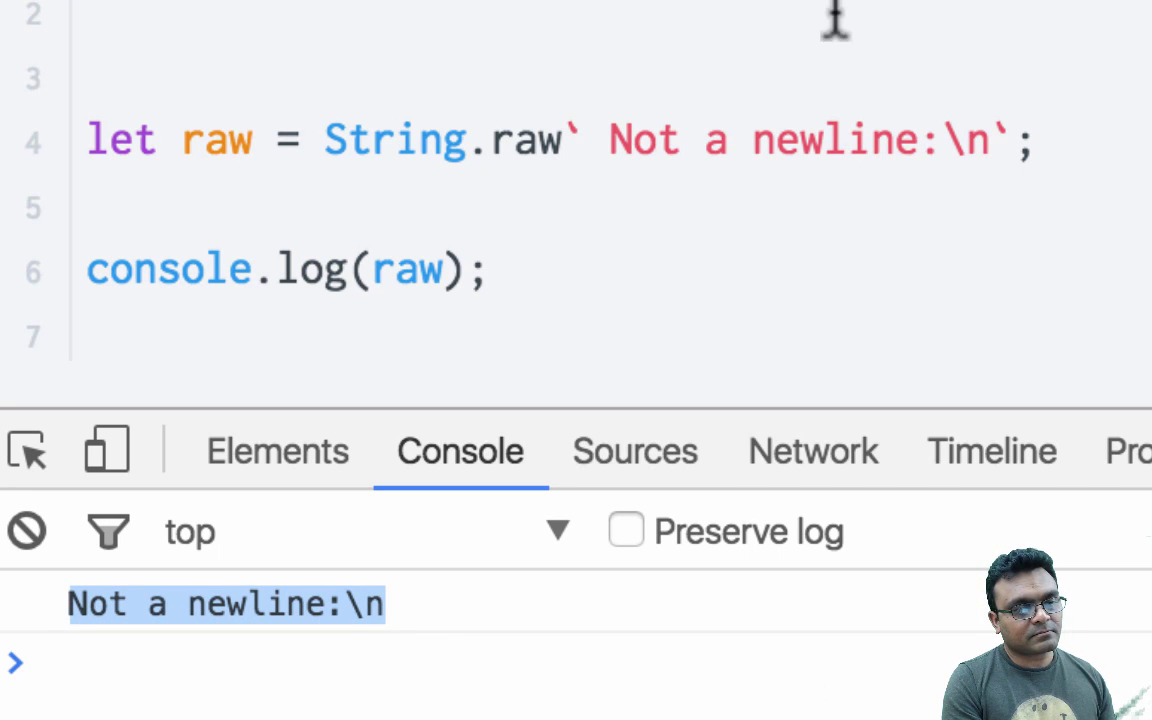 2
3
4 let raw = String.raw` Not a newline:\n`;
5
6 console.log(raw);
7
Elements Console Sources Network Timeline Pro
top Preserve log
Not a newline:\n